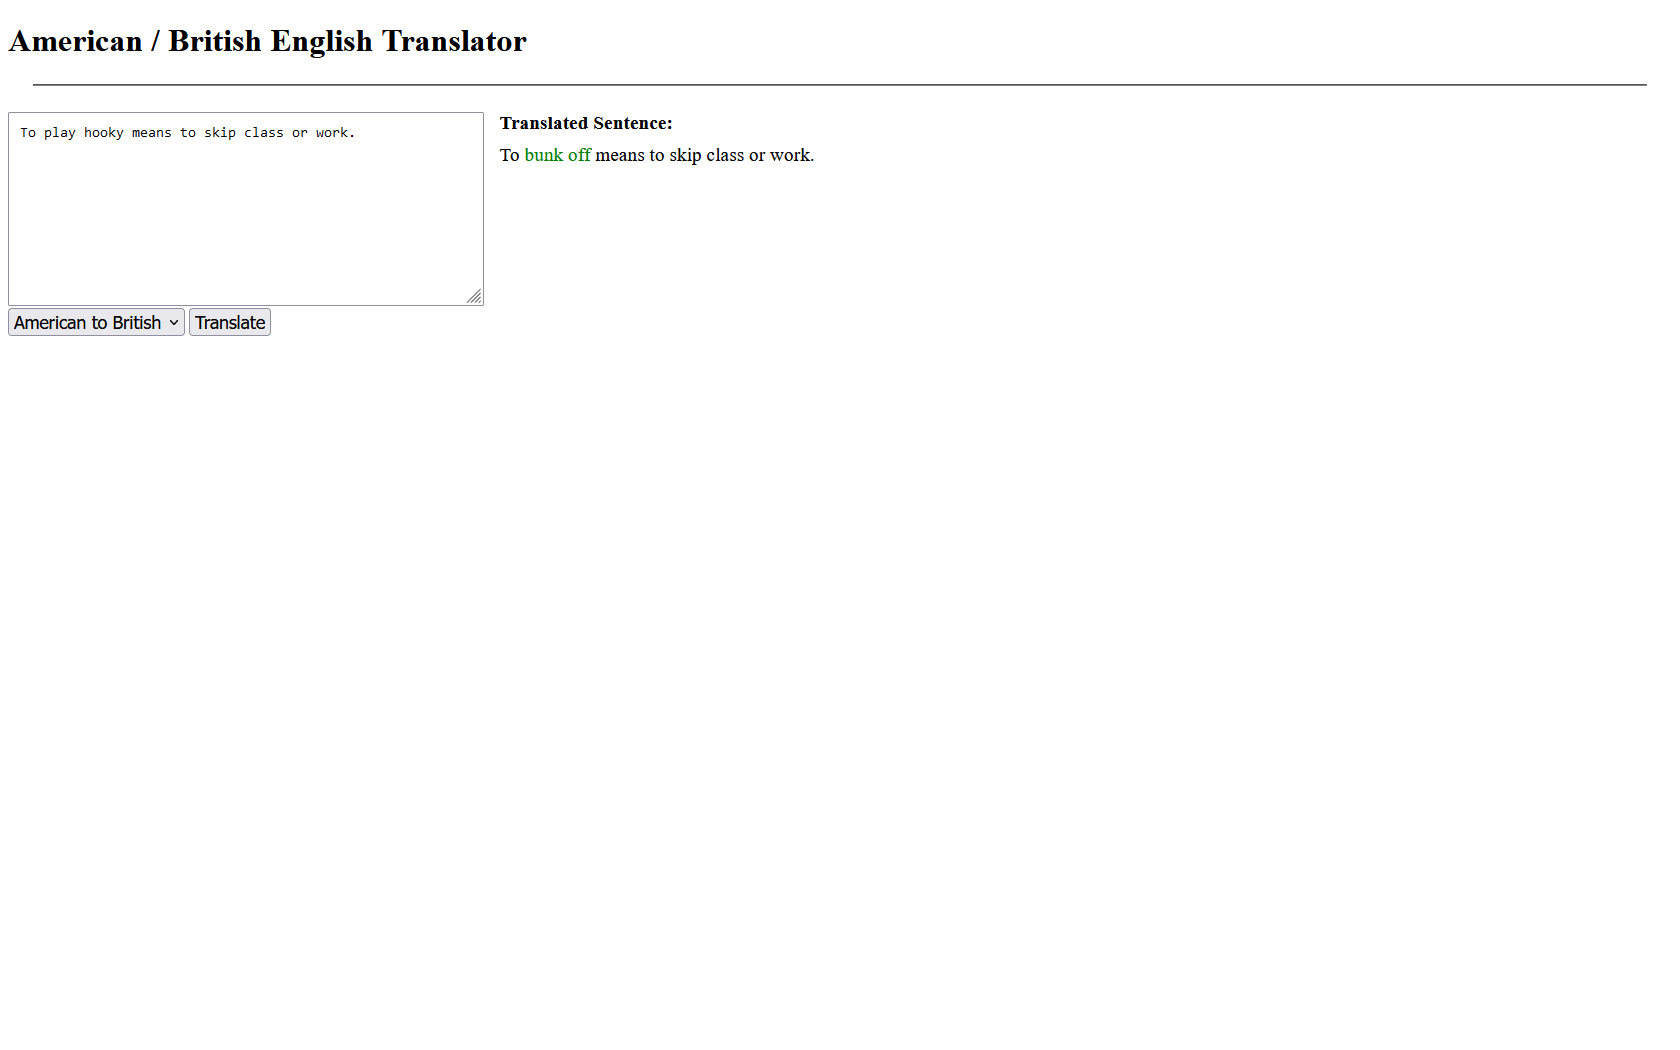 American / British English Translator
To play hooky means to skip class or work.
Translated Sentence:
To bunk off means to skip class or work.
American to British
Translate